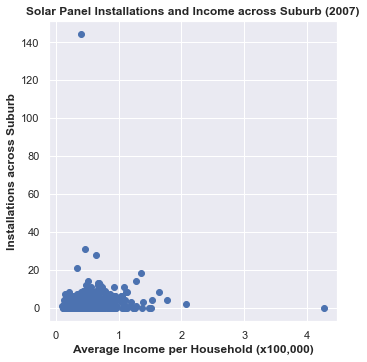 Solar Panel Installations and Income across Suburb (2007)
140
120
100
80
60
40
20
0
Installations across Suburb
0 1 2 3 4
Average Income per Household (x100,000)